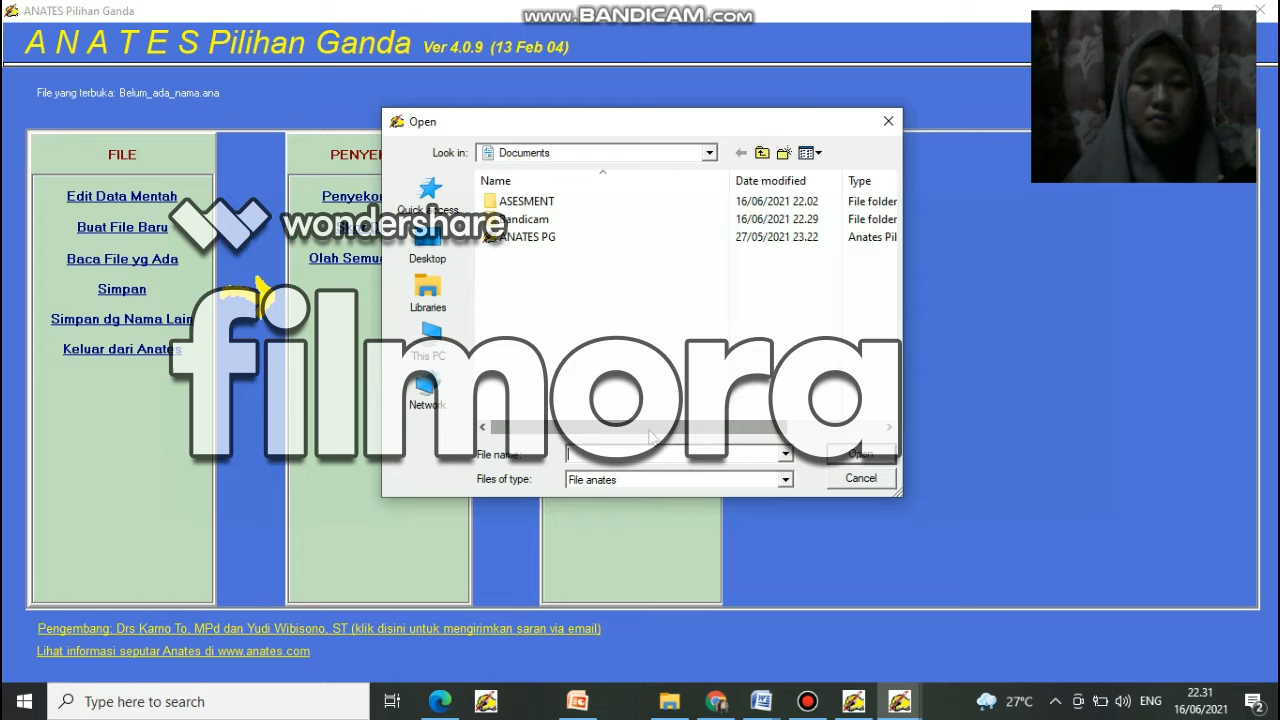 ANATES Pilihan Ganda
WWW.BANDICAM.COM
A N A T E S Pilihan Ganda Ver 4.0.9 (13 Feb 04)
File yang terbuka: Belum_ada_nama.ana
FILE
Edit Data Mentah
Buat File Baru
Baca File yg Ada
Simpan
Simpan dg Nama Lain
Keluar dari Anates
Olah Semua
Open
Look in:
Documents
Name
Date modified
Type
Quick access
Desktop
Libraries
This PC
Network
ASESMENT
16/06/2021 22.02
File folder
Bandicam
16/06/2021 22.29
File folder
ANATES PG
27/05/2021 23.22
Anates Pil
File name:
Open
Files of type:
File anates
Cancel
wondershare
filmora
Pengembang: Drs Karno To, MPd dan Yudi Wibisono, ST (klik disini untuk mengirimkan saran via email)
Lihat informasi seputar Anates di www.anates.com
Type here to search
27°C
ENG
22.31
16/06/2021
2